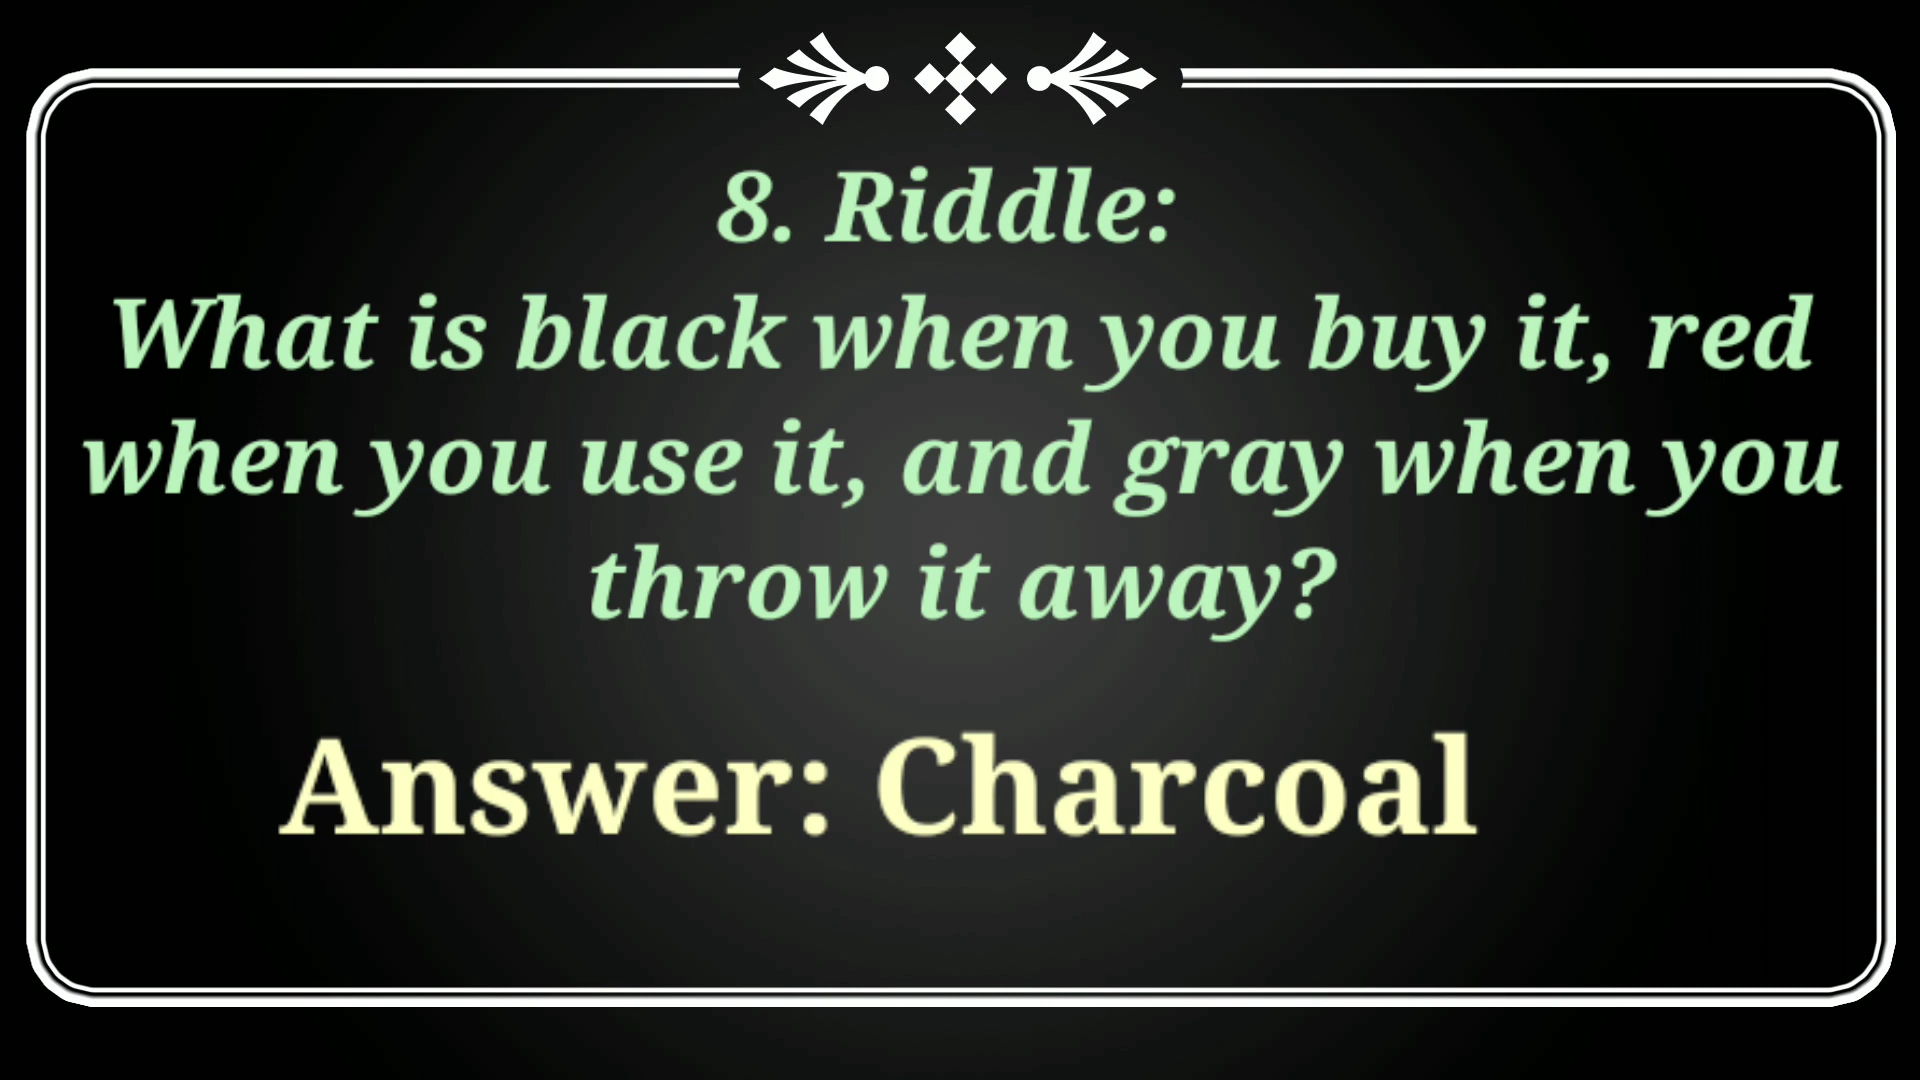 8. Riddle:
What is black when you buy it, red
when you use it, and gray when you
throw it away?
Answer: Charcoal